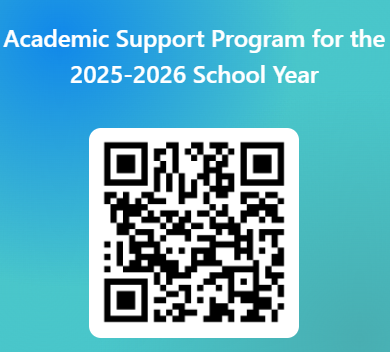 Academic Support Program for the
2025-2026 School Year